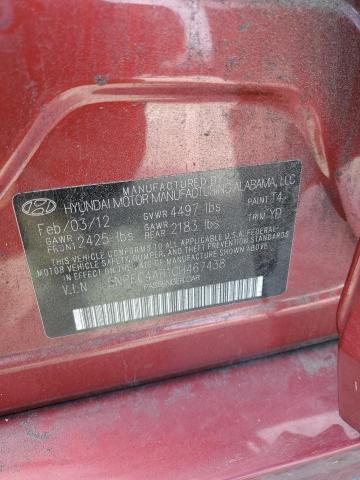 MANUFACTURED BY
HYUNDAI MOTOR MANUFACTURING ALABAMA, LLC
Feb/03/12 GVWR 4497 lbs PAINT T4
GAWR FRONT 2425 lbs GAWR REAR 2183 lbs TRIM YD
THIS VEHICLE CONFORMS TO ALL APPLICABLE U.S.A. FEDERAL
MOTOR VEHICLE SAFETY, BUMPER, AND THEFT PREVENTION
STANDARDS IN EFFECT ON THE DATE OF MANUFACTURE
V.I.N
PASSENGER CAR